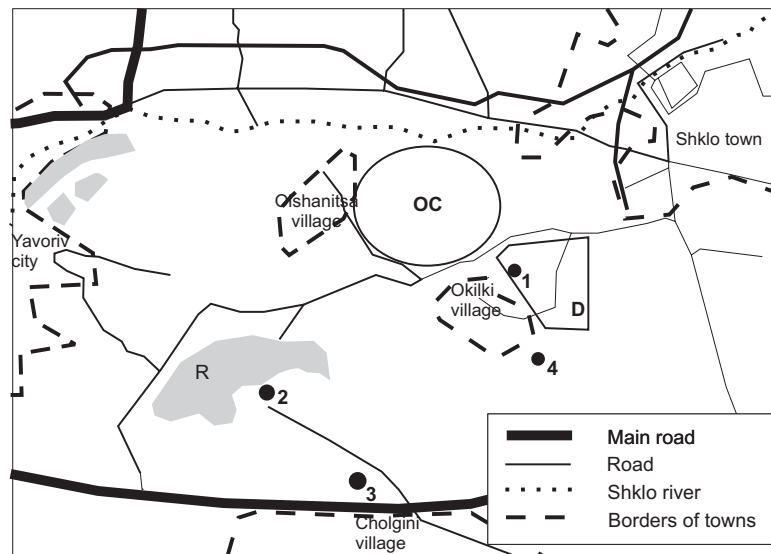 Shklo town
OC
Olshanitsa
village
Yavoriv
city
1
Okilki
village
D
R
4
2
3
Cholgini
village
Main road
Road
Shklo river
Borders of towns